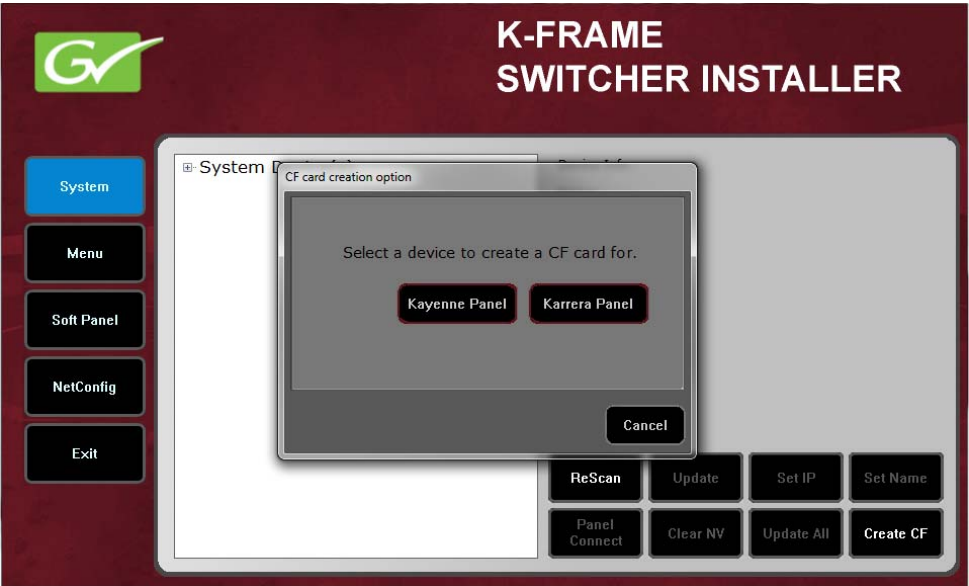 GV
K-FRAME
SWITCHER INSTALLER
System
Menu
Soft Panel
NetConfig
Exit
System
CF card creation option
Select a device to create a CF card for.
Kayenne Panel
Karrera Panel
Cancel
ReScan
Update
Set IP
Set Name
Panel
Connect
Clear NV
Update All
Create CF